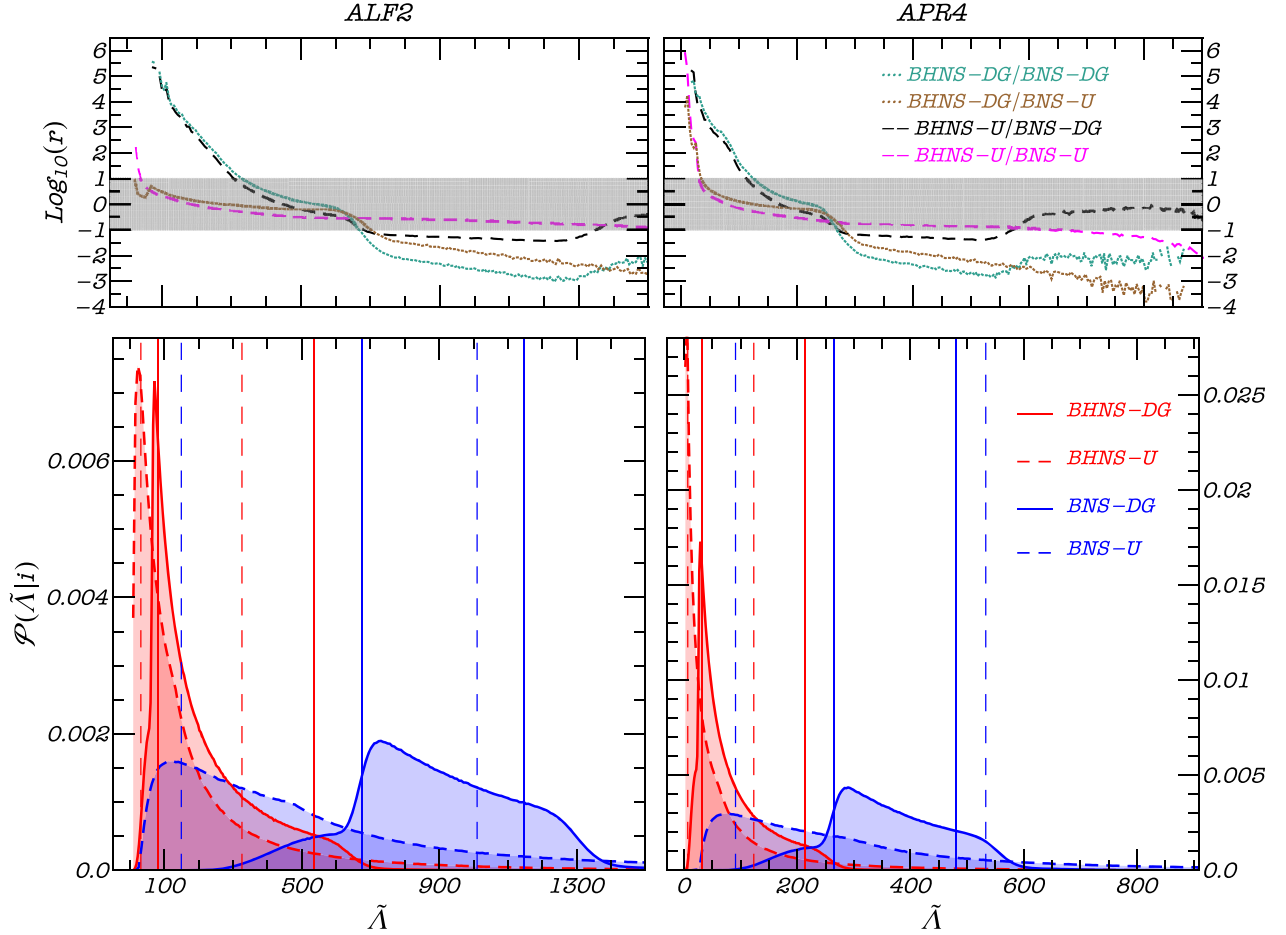 ALF2
APR4
6
5
4
3
2
1
0
−1
−2
−3
−4
Log₁₀(r)
BHNS−DG/BNS−DG
BHNS−DG/BNS−U
BHNS−U/BNS−DG
BHNS−U/BNS−U
6
5
4
3
2
1
0
−1
−2
−3
−4
0.006
0.004
0.002
0.0
𝒫(Λ̃|i)
100
500
900
1300
Λ̃
BHNS−DG
BHNS−U
BNS−DG
BNS−U
0.025
0.02
0.015
0.01
0.005
0.0
0
200
400
600
800
Λ̃